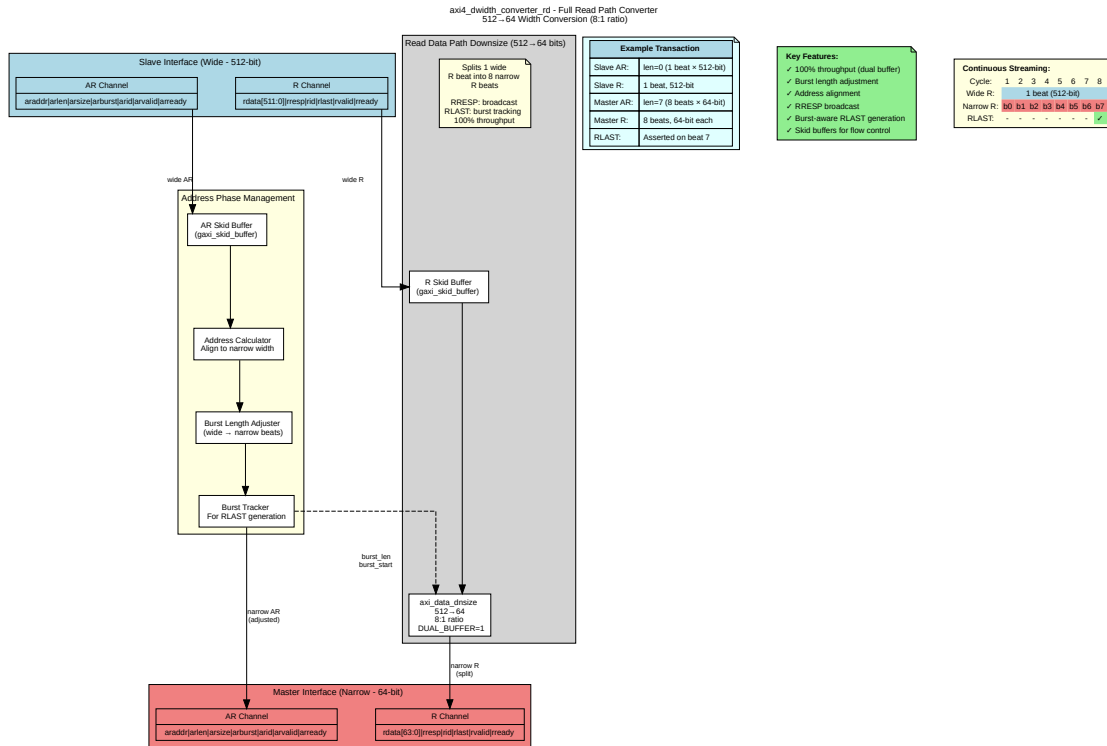 axi4_dwidth_converter_rd - Full Read Path Converter
512→64 Width Conversion (8:1 ratio)
Slave Interface (Wide - 512-bit)
AR Channel
araddr|arlen|arsize|arburst|arid|arvalid|arready
R Channel
rdata[511:0]|rresp|rid|rlast|rvalid|rready
Read Data Path Downsize (512→64 bits)
Splits 1 wide
R beat into 8 narrow
R beats
RRESP: broadcast
RLAST: burst tracking
100% throughput
Example Transaction
Slave AR: len=0 (1 beat × 512-bit)
Slave R: 1 beat, 512-bit
Master AR: len=7 (8 beats × 64-bit)
Master R: 8 beats, 64-bit each
RLAST: Asserted on beat 7
Key Features:
✓ 100% throughput (dual buffer)
✓ Burst length adjustment
✓ Address alignment
✓ RRESP broadcast
✓ Burst-aware RLAST generation
✓ Skid buffers for flow control
Continuous Streaming:
Cycle: 1 2 3 4 5 6 7 8
Wide R: 1 beat (512-bit)
Narrow R: b0 b1 b2 b3 b4 b5 b6 b7
RLAST: - - - - - - - ✓
wide AR
wide R
Address Phase Management
AR Skid Buffer
(gaxi_skid_buffer)
R Skid Buffer
(gaxi_skid_buffer)
Address Calculator
Align to narrow width
Burst Length Adjuster
(wide → narrow beats)
Burst Tracker
For RLAST generation
burst_len
burst_start
axi_data_dnsize
512→64
8:1 ratio
DUAL_BUFFER=1
narrow AR
(adjusted)
narrow R
(split)
Master Interface (Narrow - 64-bit)
AR Channel
araddr|arlen|arsize|arburst|arid|arvalid|arready
R Channel
rdata[63:0]|rresp|rid|rlast|rvalid|rready